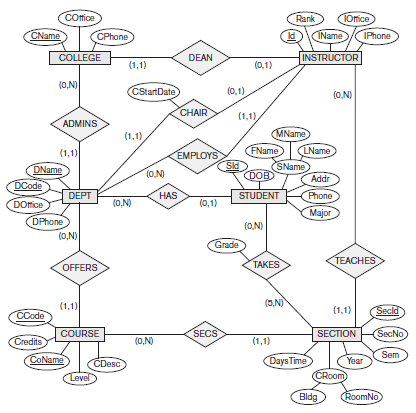 COffice
CName
CPhone
COLLEGE
(1,1)
DEAN
(0,1)
Rank
IOffice
Id
IName
IPhone
INSTRUCTOR
(0,N)
CStartDate
(0,1)
(0,N)
ADMINS
CHAIR
(1,1)
(1,1)
(1,1)
EMPLOYS
(0,N)
DName
DCode
DOffice
DPhone
DEPT
(0,N)
HAS
(0,1)
STUDENT
MName
FName
LName
SName
SId
DOB
Addr
Phone
Major
(0,N)
(0,N)
Grade
OFFERS
TAKES
TEACHES
(1,1)
(5,N)
(1,1)
CCode
Credits
CoName
Level
CDesc
COURSE
(0,N)
SECS
(1,1)
SECTION
SecId
SecNo
Sem
Year
DaysTime
CRoom
Bldg
RoomNo